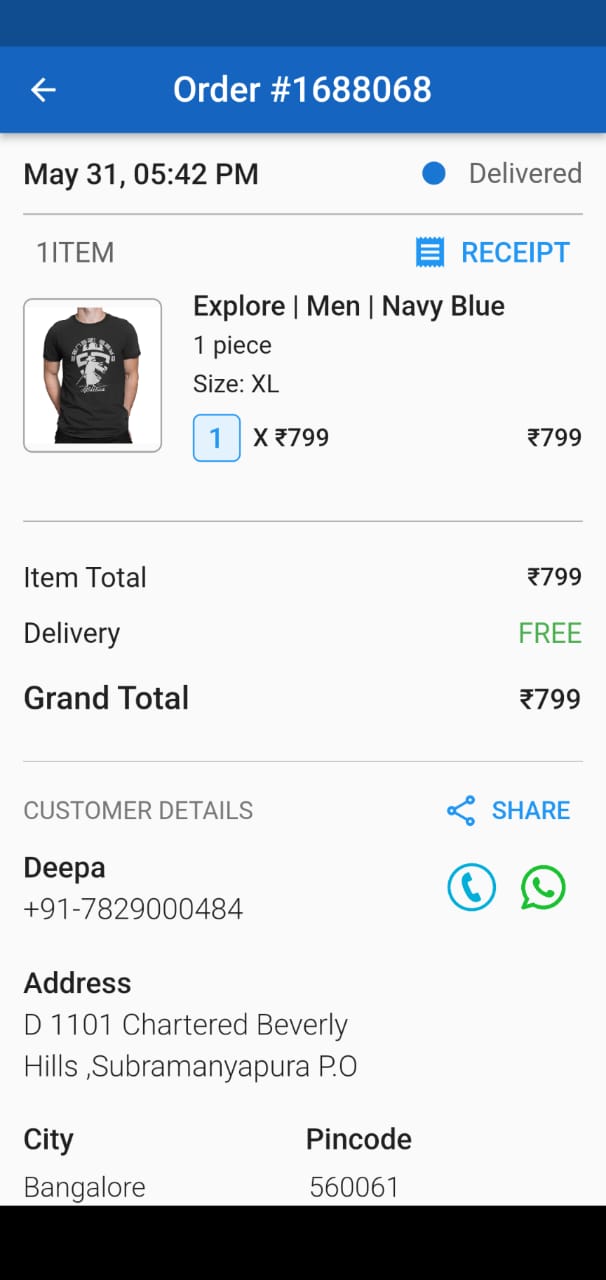 Order #1688068
May 31, 05:42 PM
Delivered
1ITEM
RECEIPT
Explore | Men | Navy Blue
1 piece
Size: XL
1 X ₹799 ₹799
Item Total ₹799
Delivery FREE
Grand Total ₹799
CUSTOMER DETAILS
SHARE
Deepa
+91-7829000484
Address
D 1101 Chartered Beverly
Hills ,Subramanyapura P.O
City Pincode
Bangalore 560061